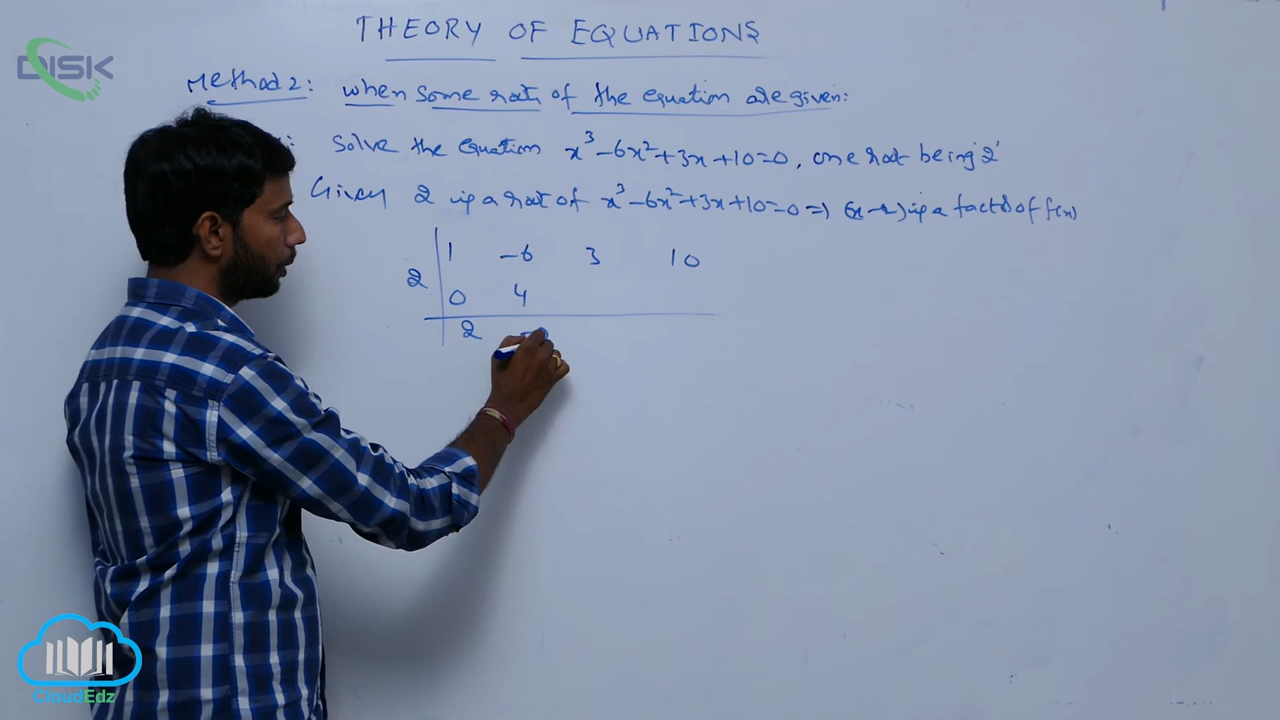 THEORY OF EQUATIONS
DISK
Method 2: when some root of the equation are given:
: Solve the Equation x³-6x²+3x+10=0, one root being '2'
Given 2 is a root of x³-6x²+3x+10=0 => (x-2) is a factor of f(x)
1 -6 3 10
2
0 4
2
CloudEdz